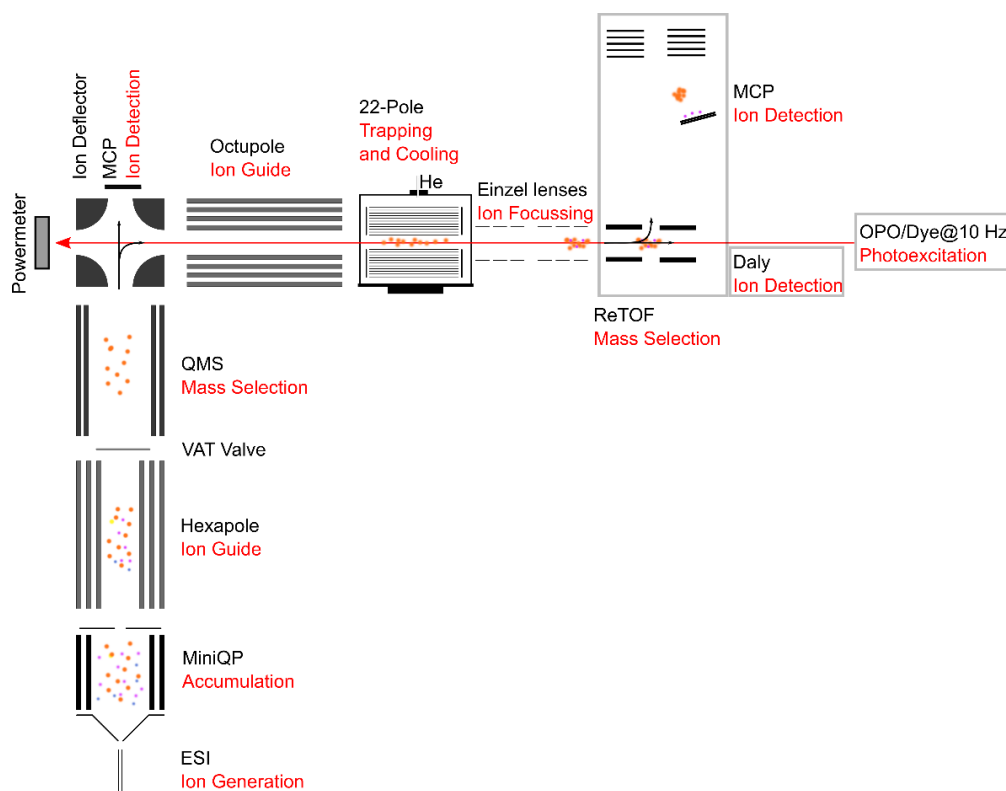 Ion Deflector
MCP
Ion Detection
Powermeter
Octupole
Ion Guide
22-Pole
Trapping
and Cooling
He
Einzel lenses
Ion Focussing
MCP
Ion Detection
OPO/Dye@10 Hz
Photoexcitation
Daly
Ion Detection
ReTOF
Mass Selection
QMS
Mass Selection
VAT Valve
Hexapole
Ion Guide
MiniQP
Accumulation
ESI
Ion Generation